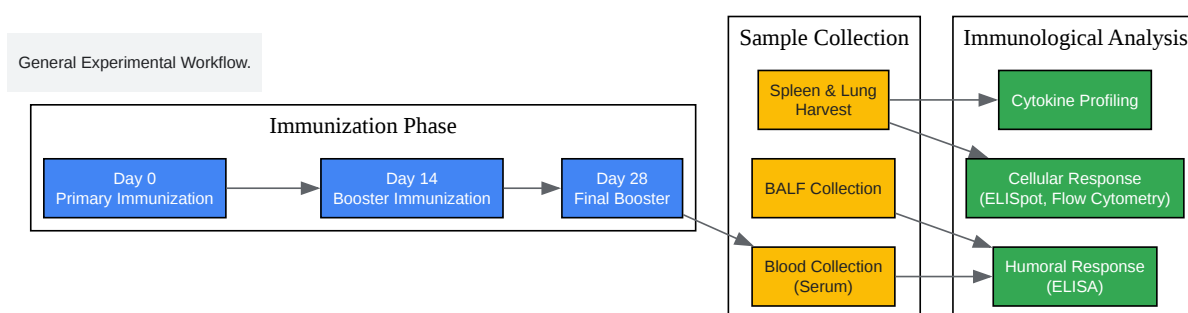 General Experimental Workflow.
Immunization Phase
Day 0
Primary Immunization
Day 14
Booster Immunization
Day 28
Final Booster
Sample Collection
Spleen & Lung
Harvest
BALF Collection
Blood Collection
(Serum)
Immunological Analysis
Cytokine Profiling
Cellular Response
(ELISpot, Flow Cytometry)
Humoral Response
(ELISA)